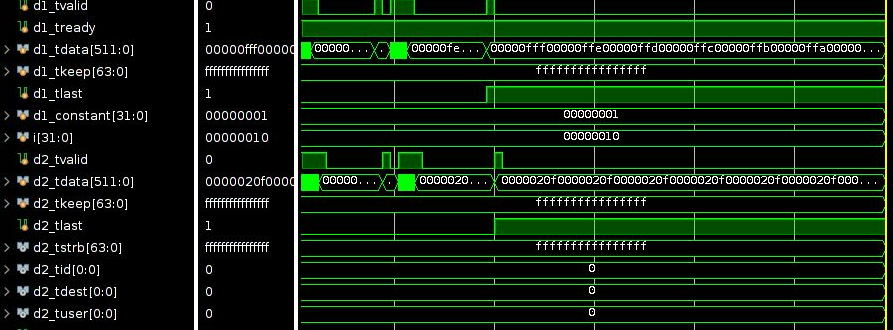 d1_tvalid 0
d1_tready 1
d1_tdata[511:0] 00000fff00000 00000... 00000fe... 00000fff00000ffe00000ffd00000ffc00000ffb00000ffa00000...
d1_tkeep[63:0] ffffffffffffffff ffffffffffffffff
d1_tlast 1
d1_constant[31:0] 00000001 00000001
i[31:0] 00000010 00000010
d2_tvalid 0
d2_tdata[511:0] 0000020f0000 00000... ... 0000020... 0000020f0000020f0000020f0000020f0000020f0000020f000...
d2_tkeep[63:0] ffffffffffffffff ffffffffffffffff
d2_tlast 1
d2_tstrb[63:0] ffffffffffffffff ffffffffffffffff
d2_tid[0:0] 0 0
d2_tdest[0:0] 0 0
d2_tuser[0:0] 0 0